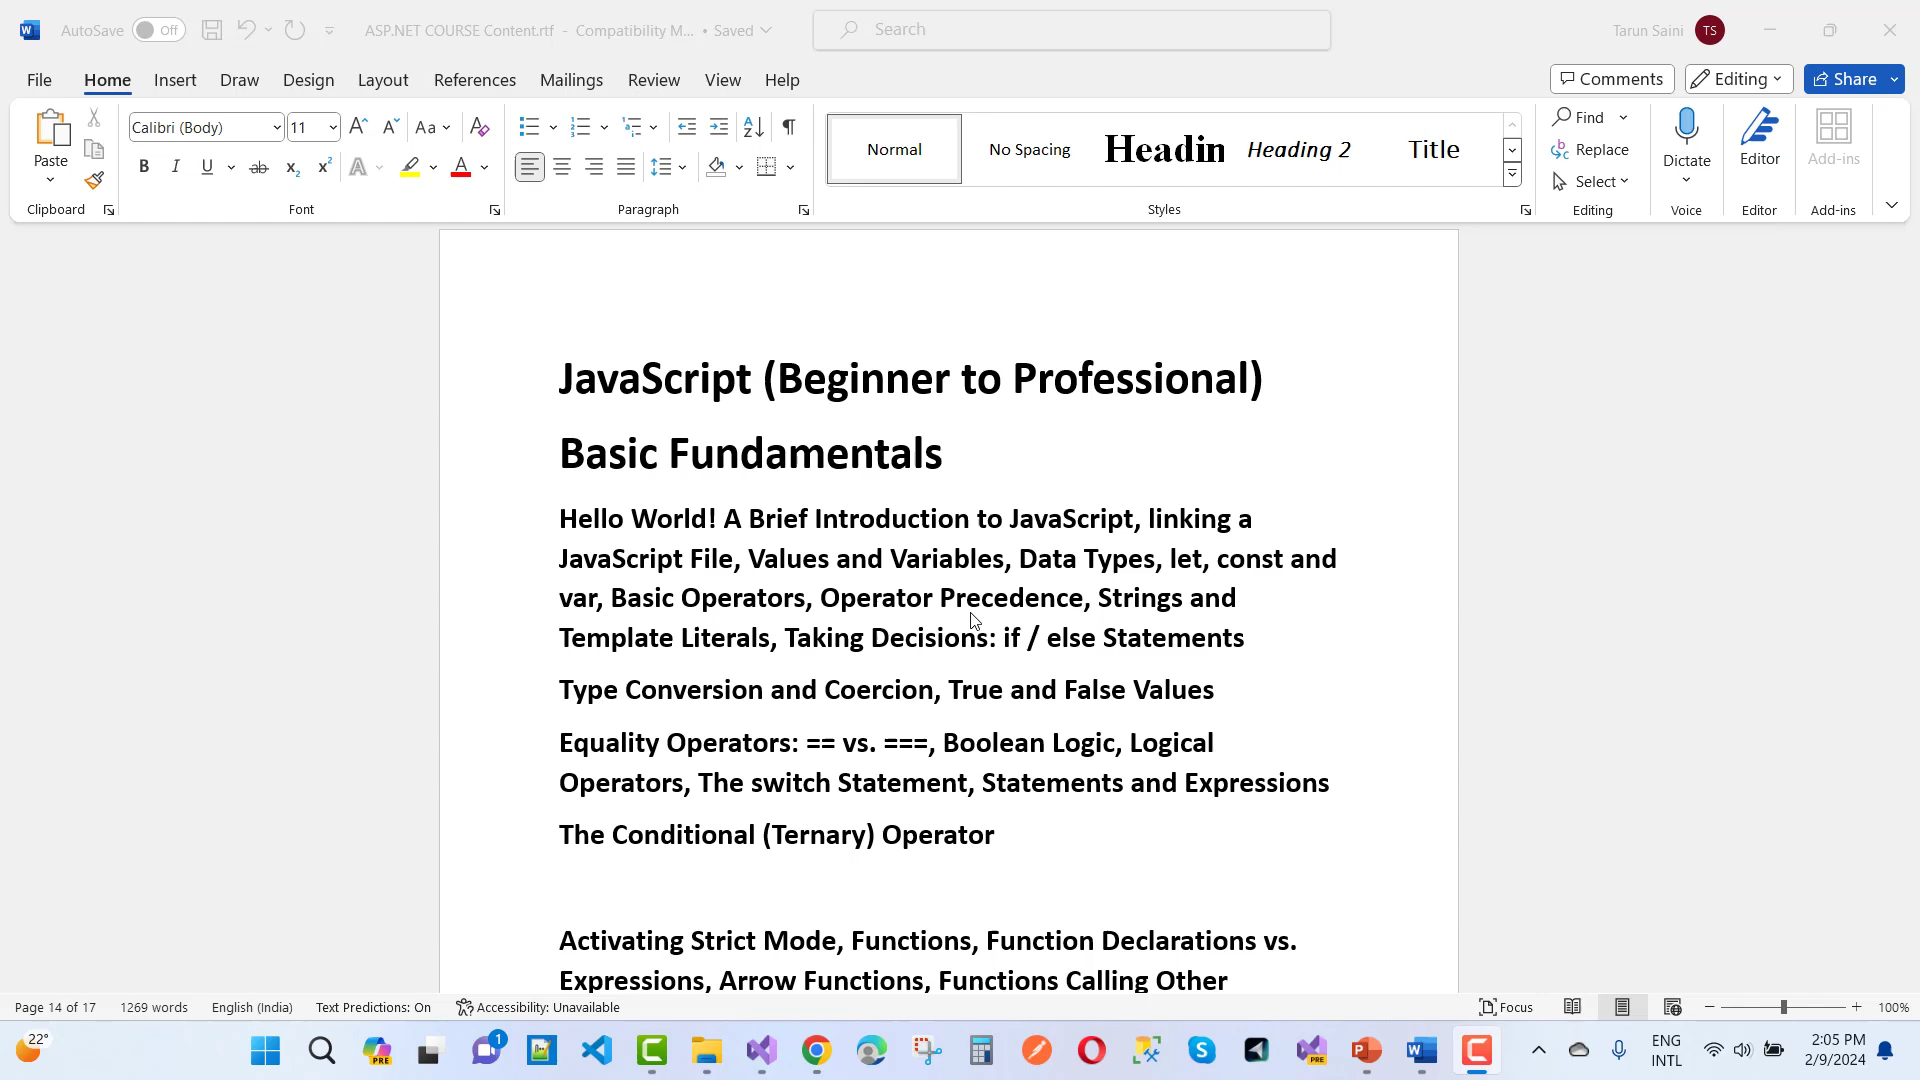 AutoSave Off ASP.NET COURSE Content.rtf - Compatibility M... • Saved Search Tarun Saini TS
File Home Insert Draw Design Layout References Mailings Review View Help Comments Editing Share
Paste Calibri (Body) 11 Aa Normal No Spacing Headin Heading 2 Title Find Replace Select Dictate Editor Add-ins
Clipboard Font Paragraph Styles Editing Voice Editor Add-ins
JavaScript (Beginner to Professional)
Basic Fundamentals
Hello World! A Brief Introduction to JavaScript, linking a
JavaScript File, Values and Variables, Data Types, let, const and
var, Basic Operators, Operator Precedence, Strings and
Template Literals, Taking Decisions: if / else Statements
Type Conversion and Coercion, True and False Values
Equality Operators: == vs. ===, Boolean Logic, Logical
Operators, The switch Statement, Statements and Expressions
The Conditional (Ternary) Operator
Activating Strict Mode, Functions, Function Declarations vs.
Expressions, Arrow Functions, Functions Calling Other
Page 14 of 17 1269 words English (India) Text Predictions: On Accessibility: Unavailable Focus 100%
22° PRE 1 PRE ENG 2:05 PM
INTL 2/9/2024